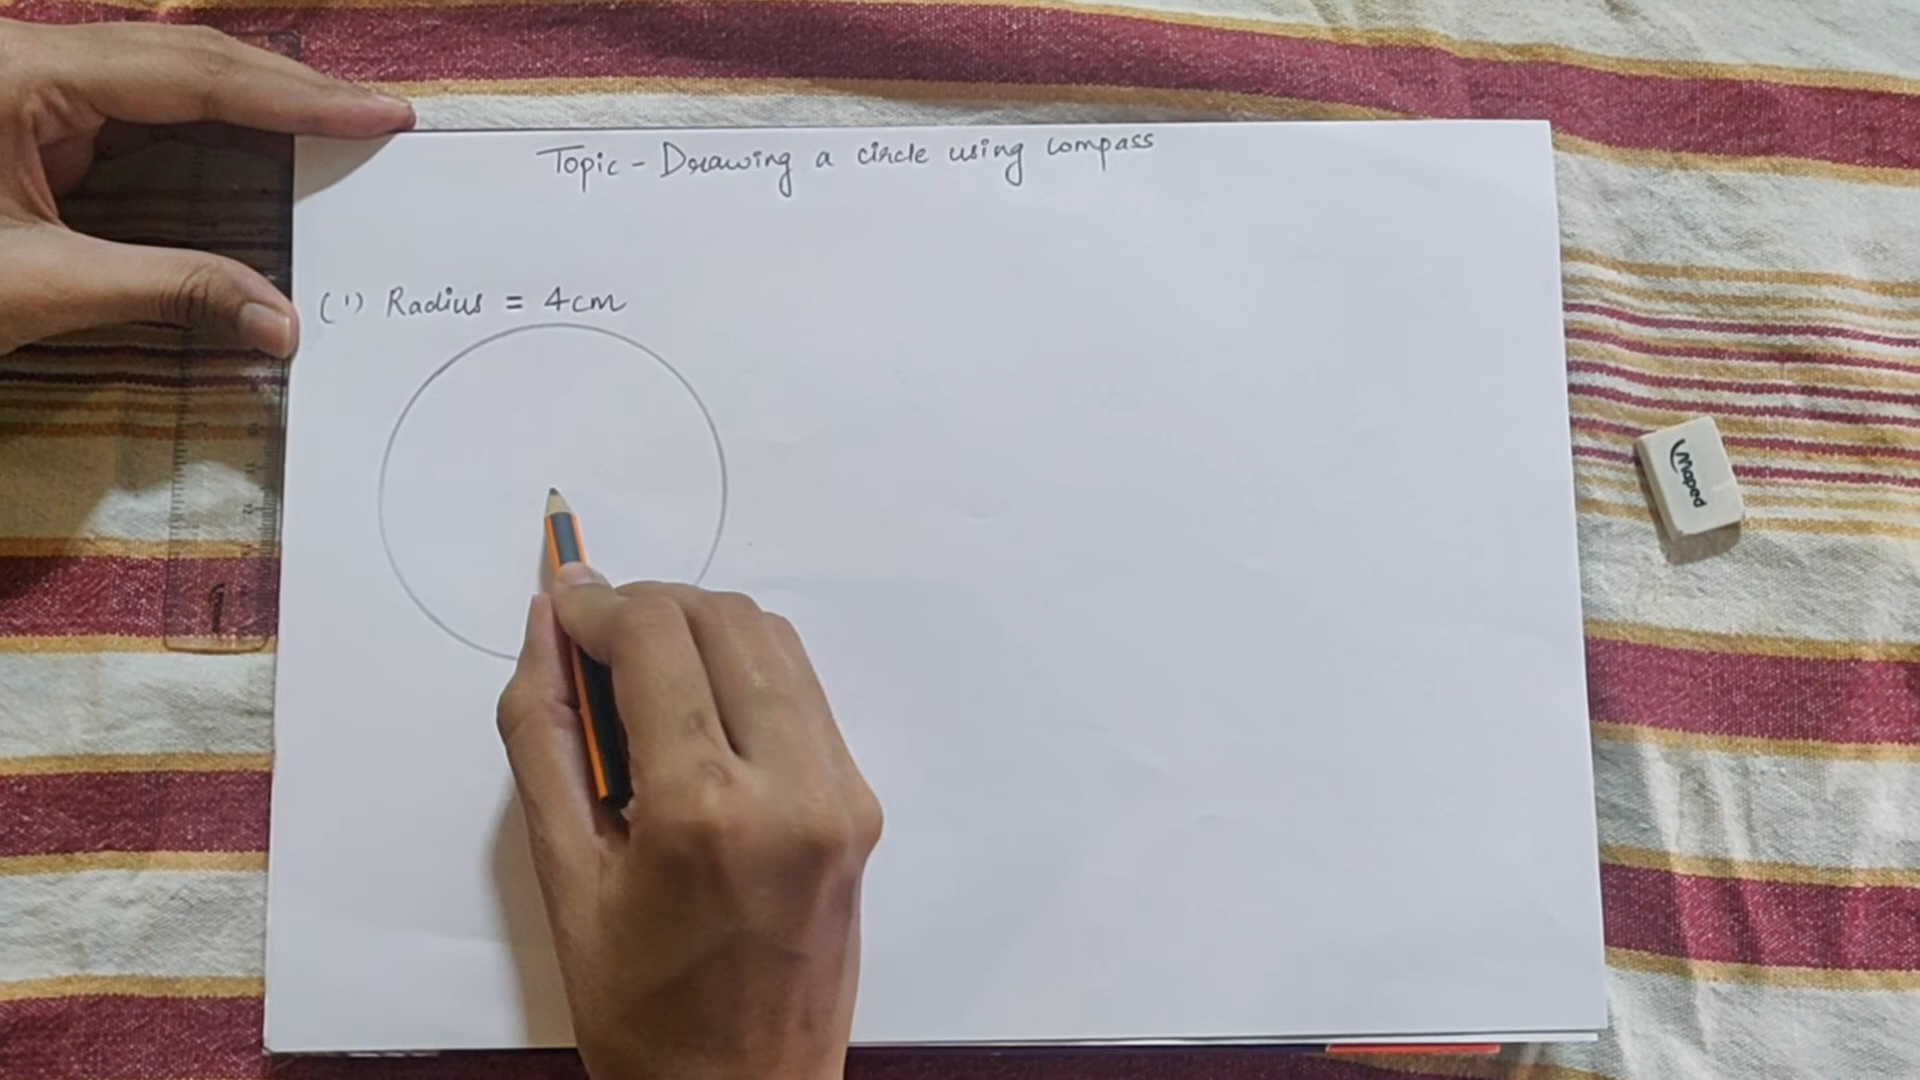 Topic - Drawing a circle using compass
(1) Radius = 4cm
Maped